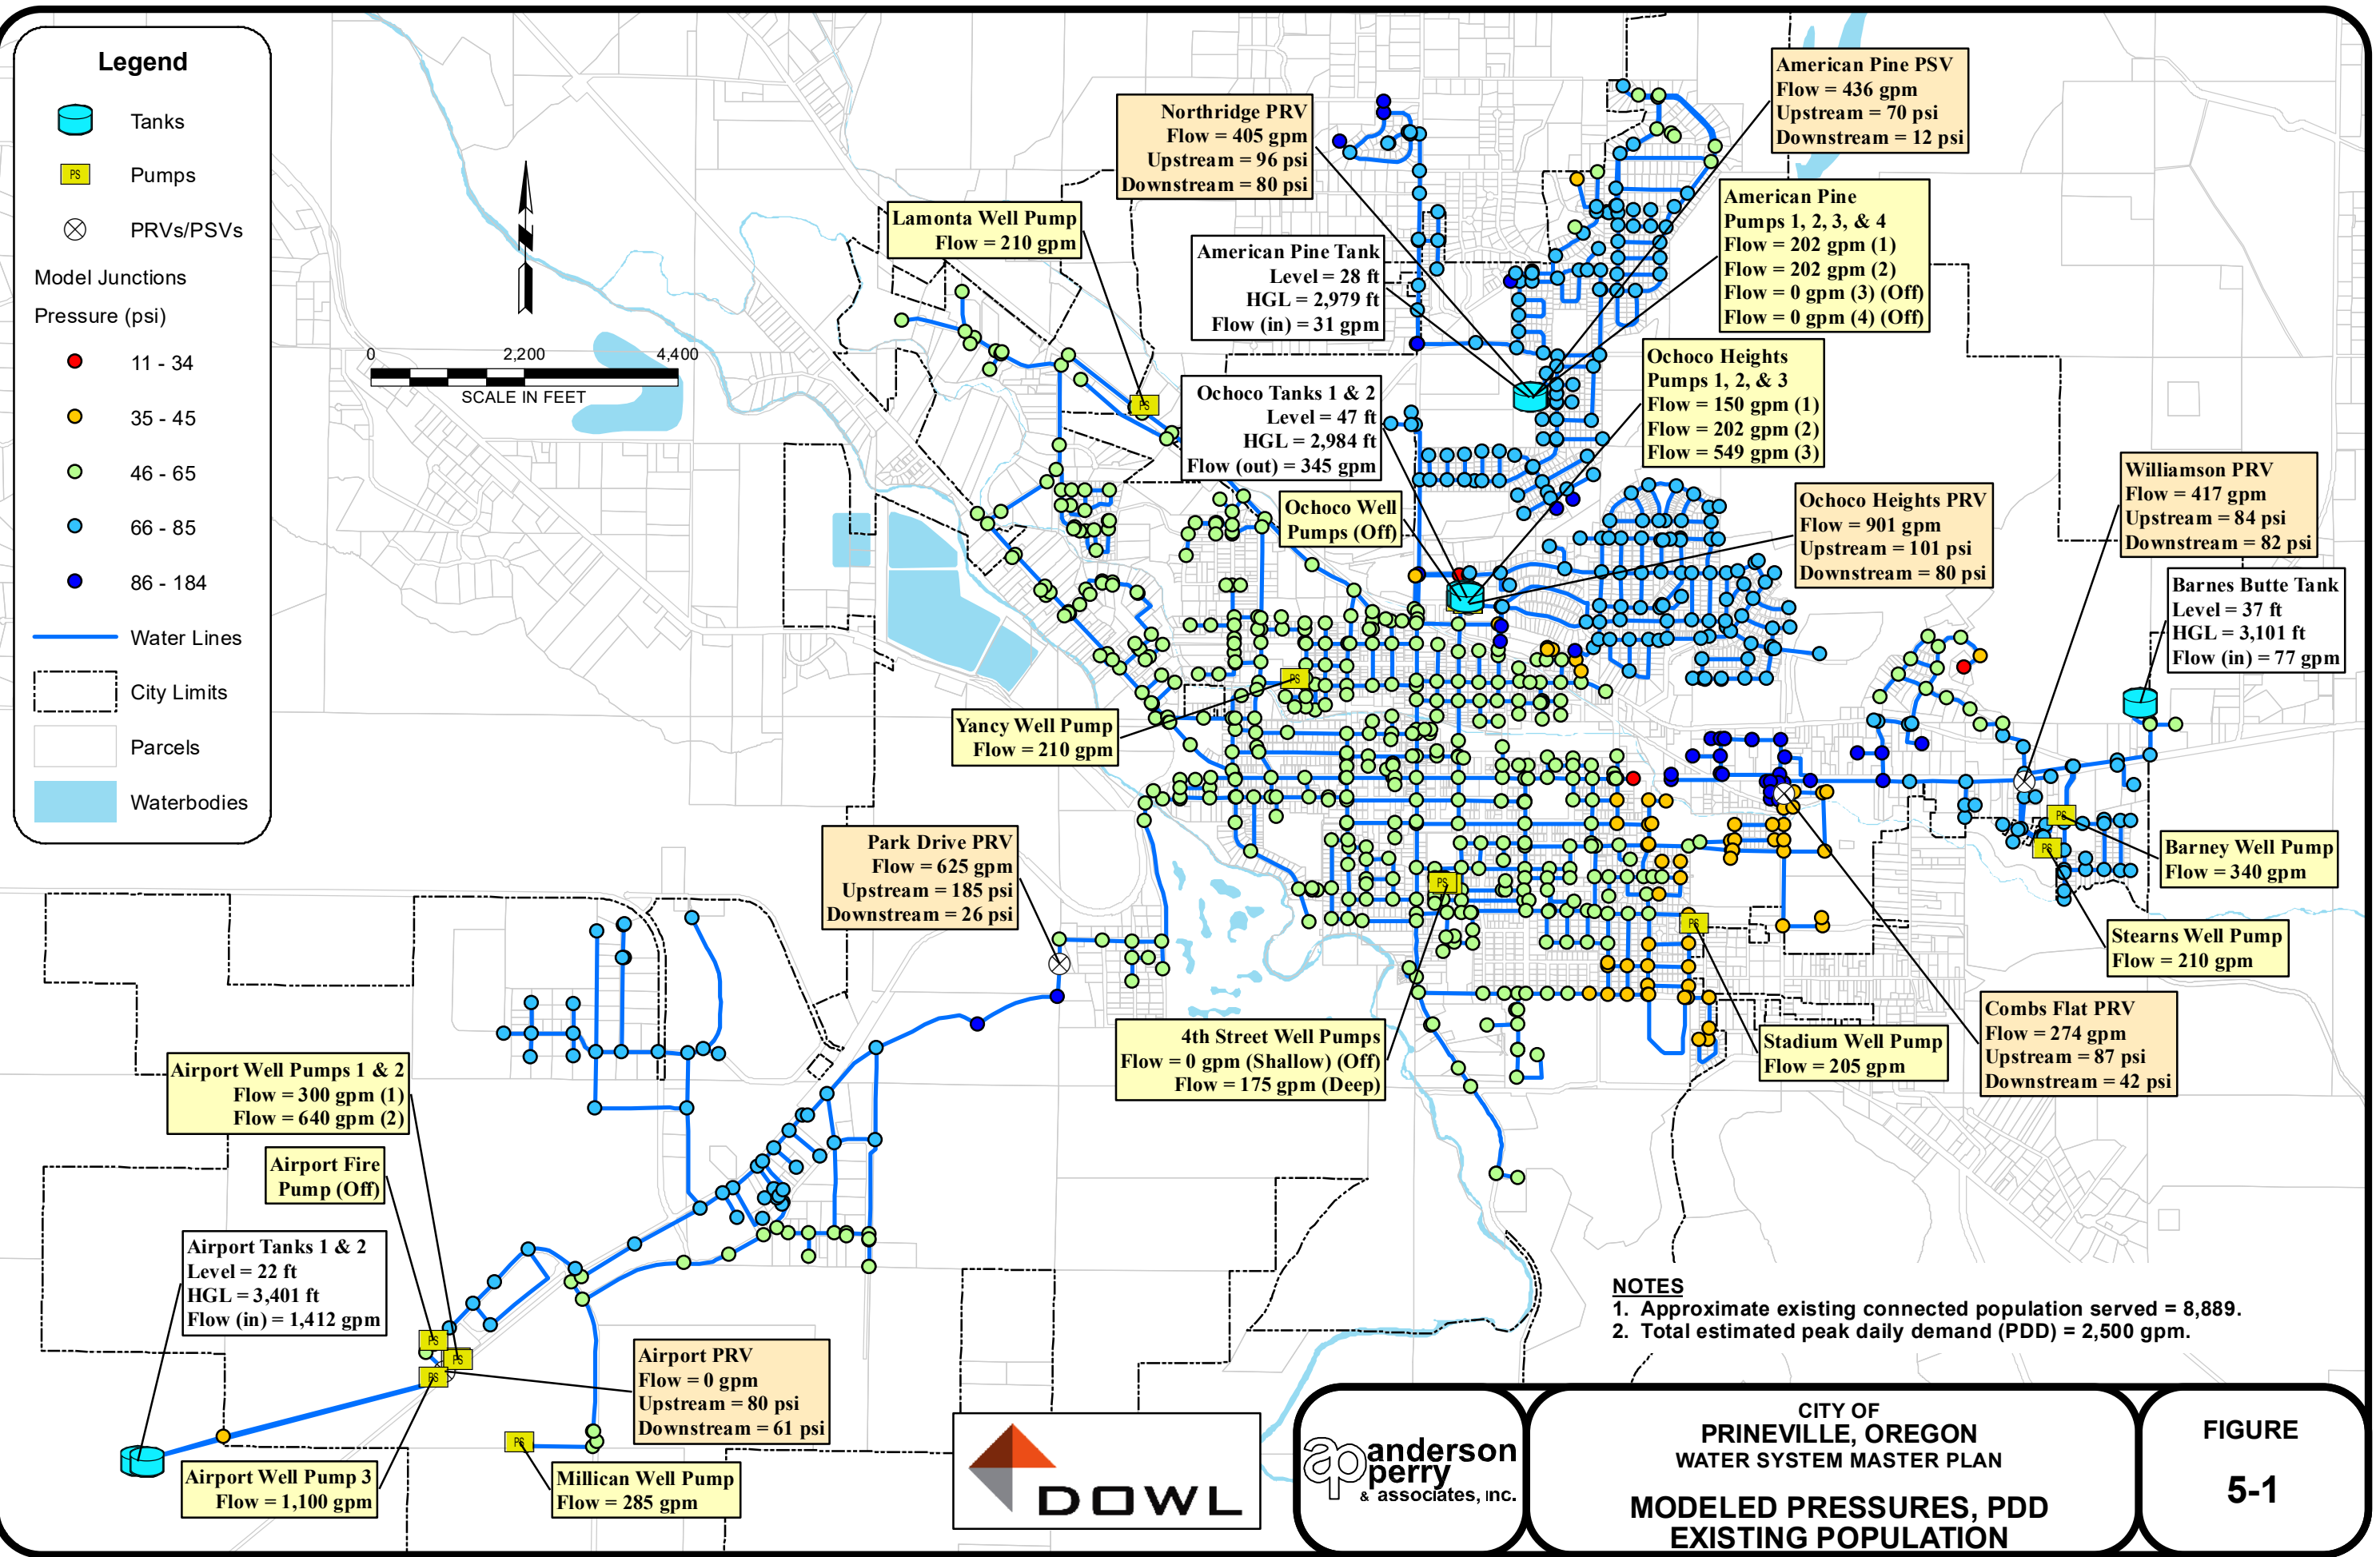 Legend
Tanks
PS
Pumps
PRVs/PSVs
Model Junctions
Pressure (psi)
11 - 34
35 - 45
46 - 65
66 - 85
86 - 184
Water Lines
City Limits
Parcels
Waterbodies
0 2,200 4,400
SCALE IN FEET
Northridge PRV
Flow = 405 gpm
Upstream = 96 psi
Downstream = 80 psi
American Pine PSV
Flow = 436 gpm
Upstream = 70 psi
Downstream = 12 psi
Lamonta Well Pump
Flow = 210 gpm
American Pine Tank
Level = 28 ft
HGL = 2,979 ft
Flow (in) = 31 gpm
American Pine
Pumps 1, 2, 3, & 4
Flow = 202 gpm (1)
Flow = 202 gpm (2)
Flow = 0 gpm (3) (Off)
Flow = 0 gpm (4) (Off)
Ochoco Heights
Pumps 1, 2, & 3
Flow = 150 gpm (1)
Flow = 202 gpm (2)
Flow = 549 gpm (3)
Ochoco Tanks 1 & 2
Level = 47 ft
HGL = 2,984 ft
Flow (out) = 345 gpm
PS
Ochoco Well
Pumps (Off)
Ochoco Heights PRV
Flow = 901 gpm
Upstream = 101 psi
Downstream = 80 psi
Williamson PRV
Flow = 417 gpm
Upstream = 84 psi
Downstream = 82 psi
Barnes Butte Tank
Level = 37 ft
HGL = 3,101 ft
Flow (in) = 77 gpm
PS
Yancy Well Pump
Flow = 210 gpm
PS
Barney Well Pump
Flow = 340 gpm
PS
Stearns Well Pump
Flow = 210 gpm
Park Drive PRV
Flow = 625 gpm
Upstream = 185 psi
Downstream = 26 psi
PS
PS
4th Street Well Pumps
Flow = 0 gpm (Shallow) (Off)
Flow = 175 gpm (Deep)
Stadium Well Pump
Flow = 205 gpm
Combs Flat PRV
Flow = 274 gpm
Upstream = 87 psi
Downstream = 42 psi
Airport Well Pumps 1 & 2
Flow = 300 gpm (1)
Flow = 640 gpm (2)
Airport Fire
Pump (Off)
Airport Tanks 1 & 2
Level = 22 ft
HGL = 3,401 ft
Flow (in) = 1,412 gpm
PS
PS
PS
Airport PRV
Flow = 0 gpm
Upstream = 80 psi
Downstream = 61 psi
PS
Airport Well Pump 3
Flow = 1,100 gpm
Millican Well Pump
Flow = 285 gpm
NOTES
1. Approximate existing connected population served = 8,889.
2. Total estimated peak daily demand (PDD) = 2,500 gpm.
DOWL
ap anderson
perry
& associates, inc.
CITY OF
PRINEVILLE, OREGON
WATER SYSTEM MASTER PLAN
MODELED PRESSURES, PDD
EXISTING POPULATION
FIGURE
5-1